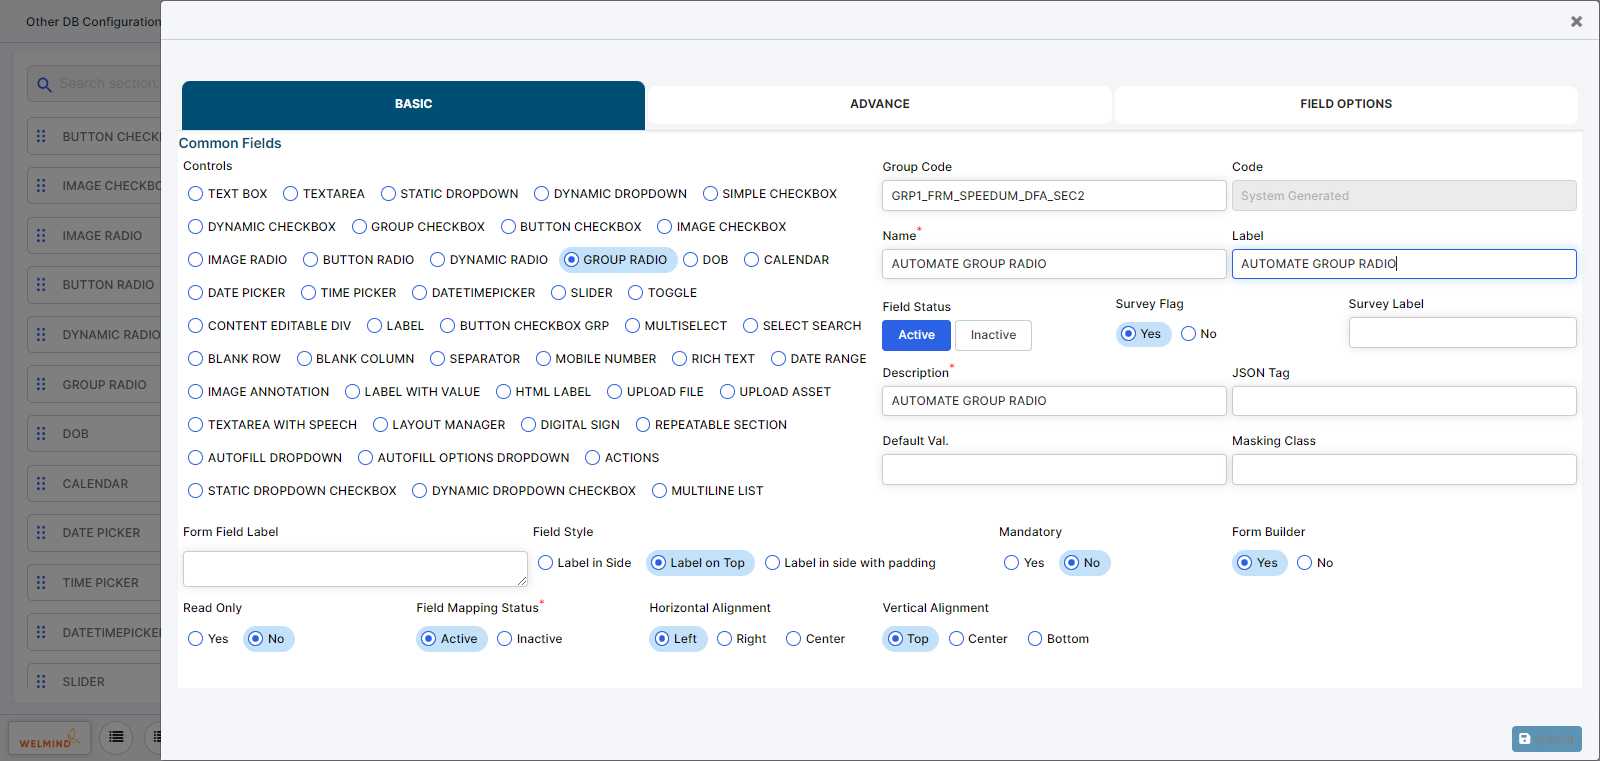 Other DB Configuration
Search section
BUTTON CHECK
IMAGE CHECKBO
IMAGE RADIO
BUTTON RADIO
DYNAMIC RADIO
GROUP RADIO
DOB
CALENDAR
DATE PICKER
TIME PICKER
DATETIMEPICKE
SLIDER
WELMIND
BASIC
ADVANCE
FIELD OPTIONS
Common Fields
Controls
TEXT BOX TEXTAREA STATIC DROPDOWN DYNAMIC DROPDOWN SIMPLE CHECKBOX
DYNAMIC CHECKBOX GROUP CHECKBOX BUTTON CHECKBOX IMAGE CHECKBOX
IMAGE RADIO BUTTON RADIO DYNAMIC RADIO GROUP RADIO DOB CALENDAR
DATE PICKER TIME PICKER DATETIMEPICKER SLIDER TOGGLE
CONTENT EDITABLE DIV LABEL BUTTON CHECKBOX GRP MULTISELECT SELECT SEARCH
BLANK ROW BLANK COLUMN SEPARATOR MOBILE NUMBER RICH TEXT DATE RANGE
IMAGE ANNOTATION LABEL WITH VALUE HTML LABEL UPLOAD FILE UPLOAD ASSET
TEXTAREA WITH SPEECH LAYOUT MANAGER DIGITAL SIGN REPEATABLE SECTION
AUTOFILL DROPDOWN AUTOFILL OPTIONS DROPDOWN ACTIONS
STATIC DROPDOWN CHECKBOX DYNAMIC DROPDOWN CHECKBOX MULTILINE LIST
Group Code
GRP1_FRM_SPEEDUM_DFA_SEC2
Code
System Generated
Name*
AUTOMATE GROUP RADIO
Label
AUTOMATE GROUP RADIO
Field Status
Active Inactive
Survey Flag
Yes No
Survey Label
Description*
AUTOMATE GROUP RADIO
JSON Tag
Default Val.
Masking Class
Form Field Label
Field Style
Label in Side Label on Top Label in side with padding
Mandatory
Yes No
Form Builder
Yes No
Read Only
Yes No
Field Mapping Status*
Active Inactive
Horizontal Alignment
Left Right Center
Vertical Alignment
Top Center Bottom